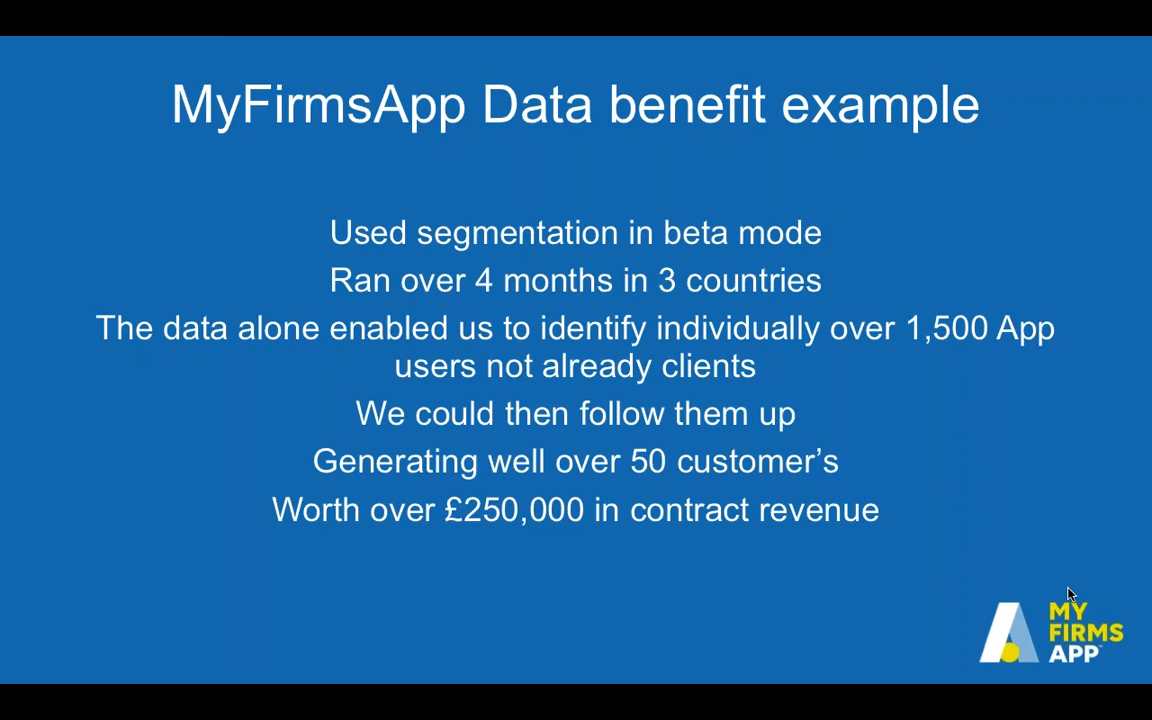 MyFirmsApp Data benefit example
Used segmentation in beta mode
Ran over 4 months in 3 countries
The data alone enabled us to identify individually over 1,500 App
users not already clients
We could then follow them up
Generating well over 50 customer’s
Worth over £250,000 in contract revenue
MY
FIRMS
APP